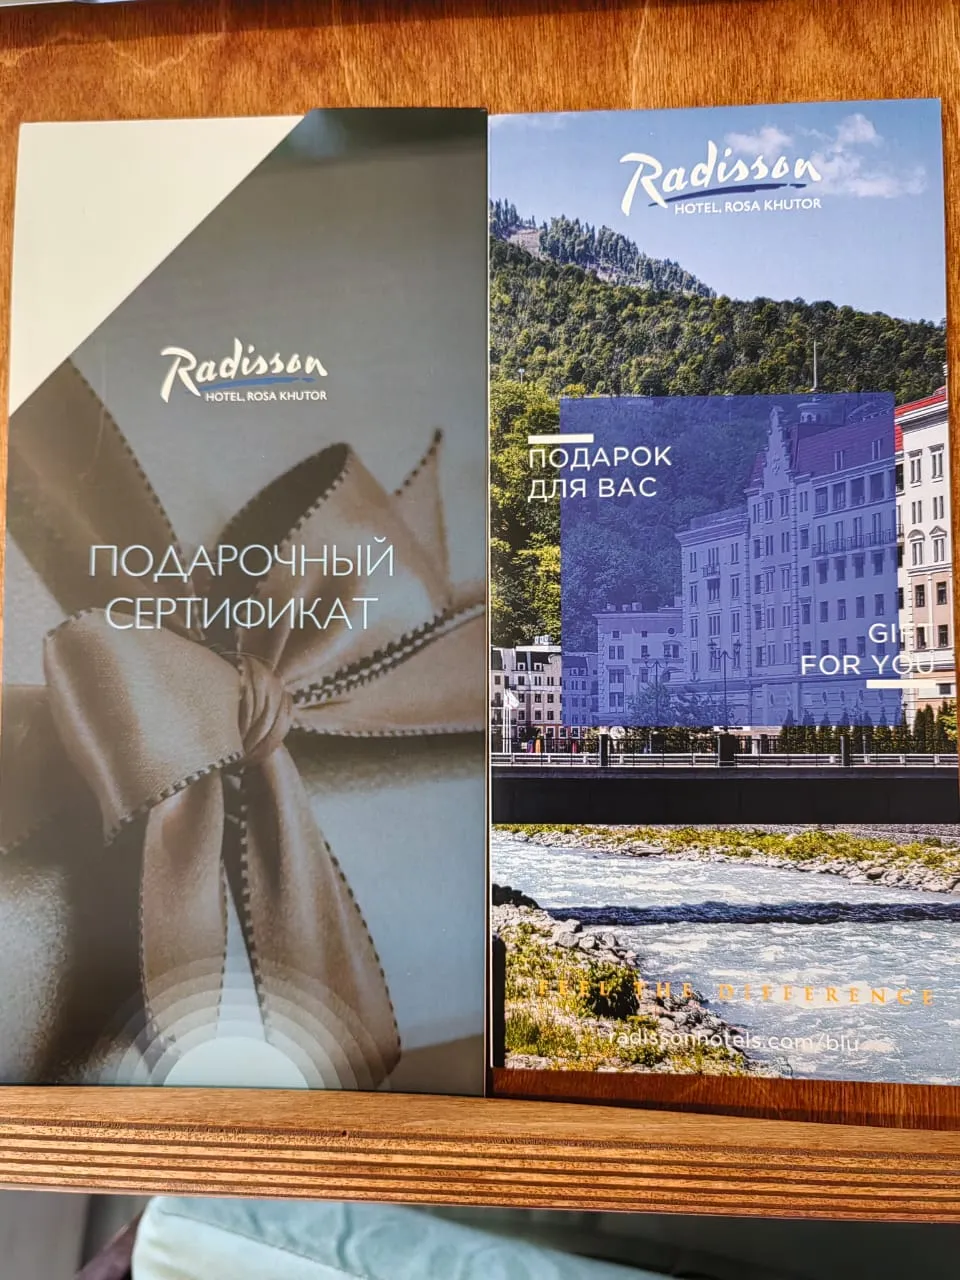 Radisson
HOTEL, ROSA KHUTOR
ПОДАРОЧНЫЙ
СЕРТИФИКАТ
Radisson
HOTEL, ROSA KHUTOR
ПОДАРОК
ДЛЯ ВАС
GIFT
FOR YOU
FEEL THE DIFFERENCE
radissonhotels.com/blu